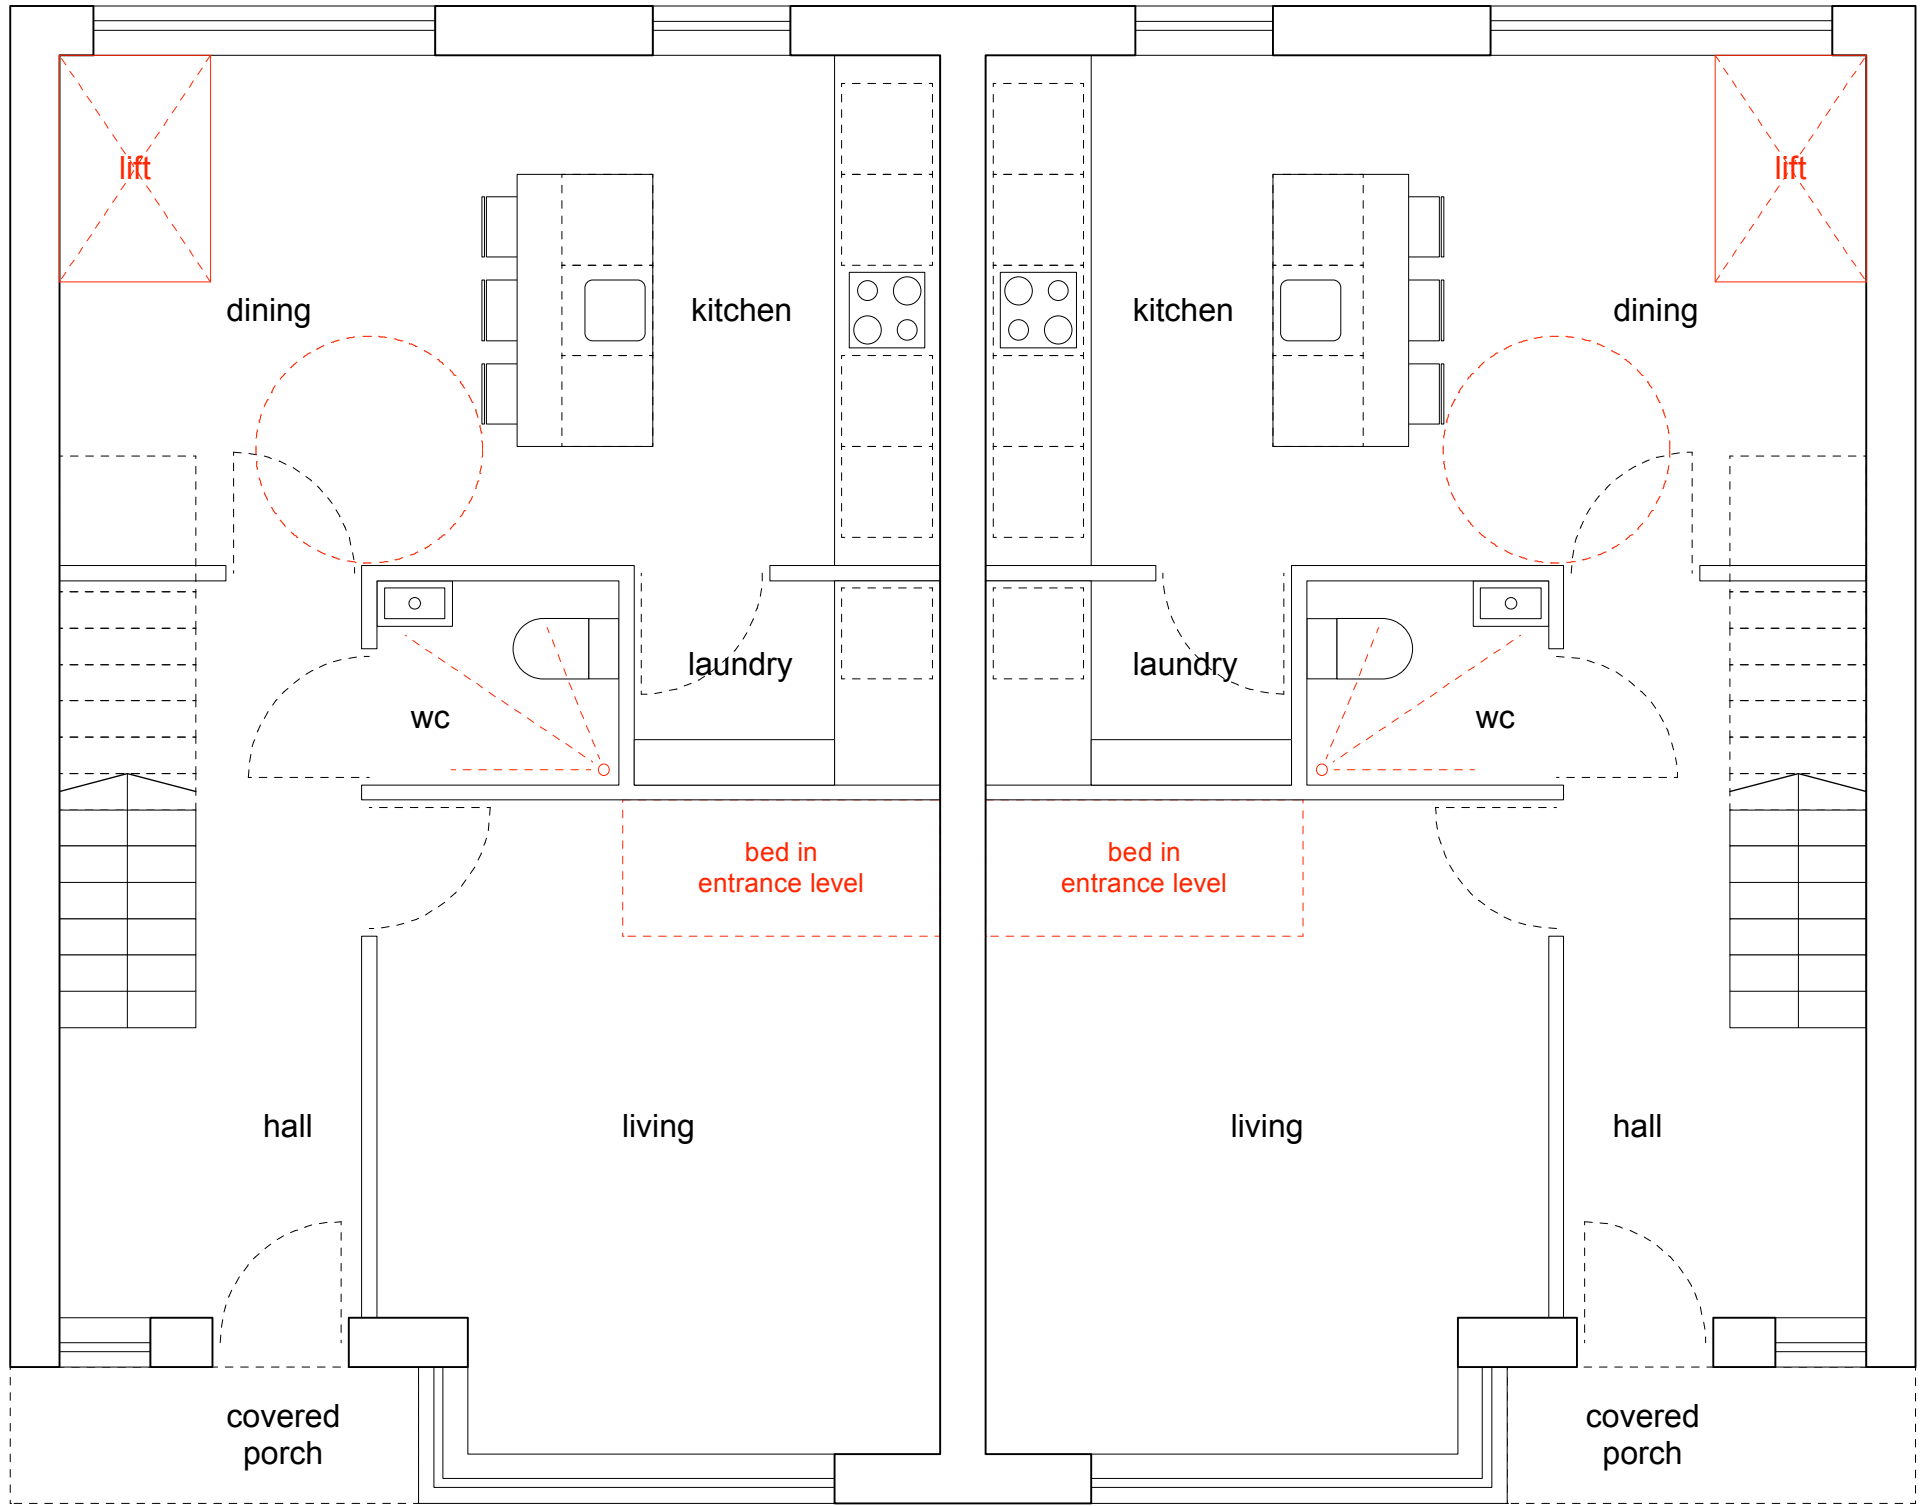 lift
lift
dining
kitchen
kitchen
dining
laundry
laundry
wc
wc
bed in
entrance level
bed in
entrance level
hall
living
living
hall
covered
porch
covered
porch